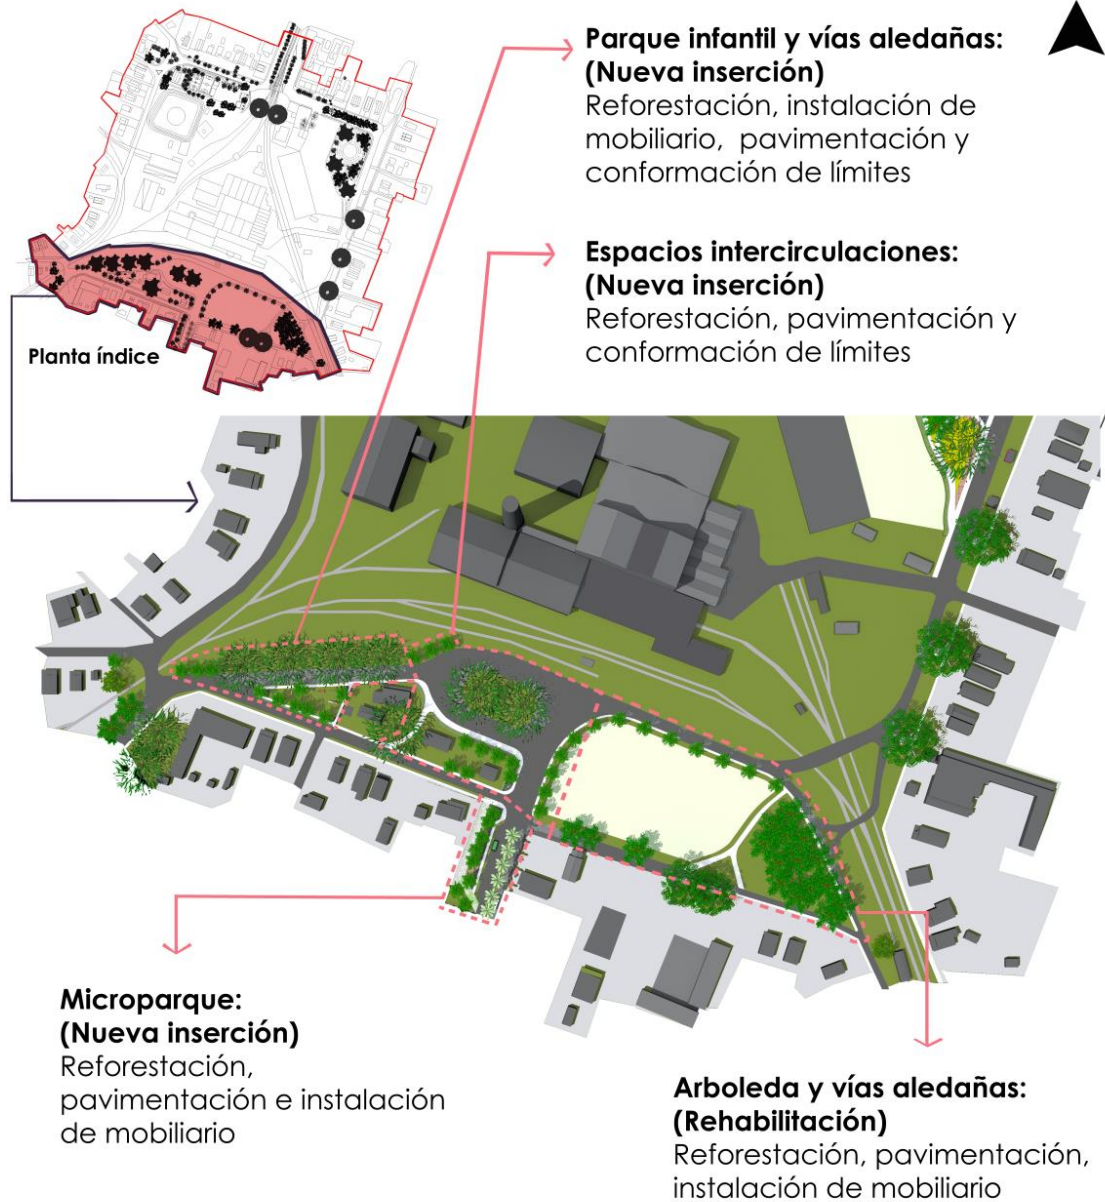 Parque infantil y vías aledañas:
(Nueva inserción)
Reforestación, instalación de
mobiliario, pavimentación y
conformación de límites
Espacios intercirculaciones:
(Nueva inserción)
Reforestación, pavimentación y
conformación de límites
Planta índice
Microparque:
(Nueva inserción)
Reforestación,
pavimentación e instalación
de mobiliario
Arboleda y vías aledañas:
(Rehabilitación)
Reforestación, pavimentación,
instalación de mobiliario